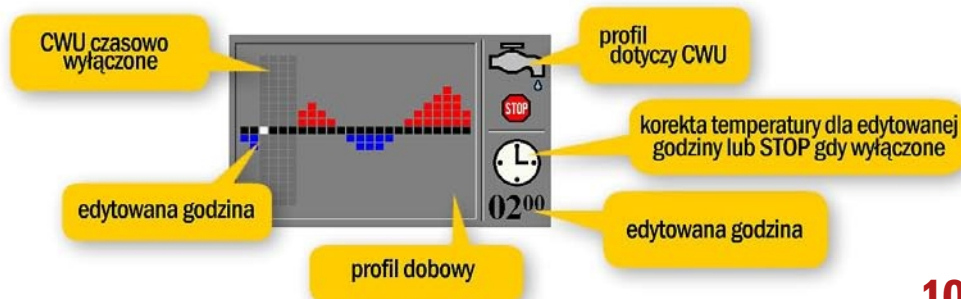 CWU czasowo
wyłączone
profil
dotyczy CWU
STOP
korekta temperatury dla edytowanej
godziny lub STOP gdy wyłączone
edytowana godzina
02⁰⁰
edytowana godzina
profil dobowy
10